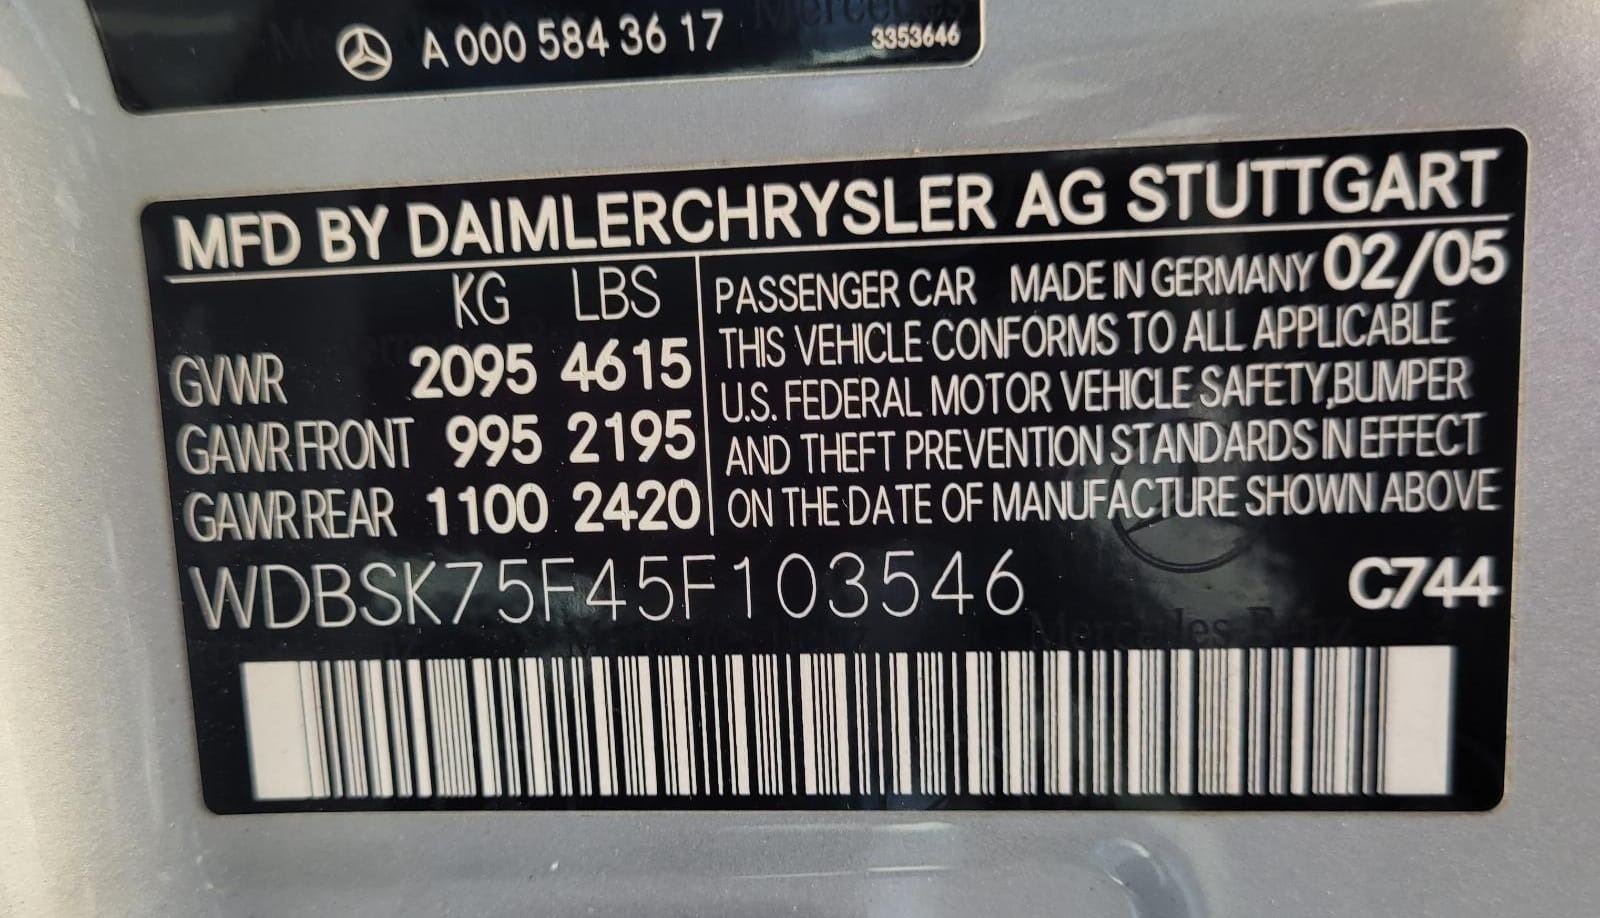 A 000 584 36 17
3353646
MFD BY DAIMLERCHRYSLER AG STUTTGART
KG LBS
GVWR 2095 4615
GAWR FRONT 995 2195
GAWR REAR 1100 2420
PASSENGER CAR MADE IN GERMANY 02/05
THIS VEHICLE CONFORMS TO ALL APPLICABLE
U.S. FEDERAL MOTOR VEHICLE SAFETY,BUMPER
AND THEFT PREVENTION STANDARDS IN EFFECT
ON THE DATE OF MANUFACTURE SHOWN ABOVE
WDBSK75F45F103546 C744
Mercedes-Benz